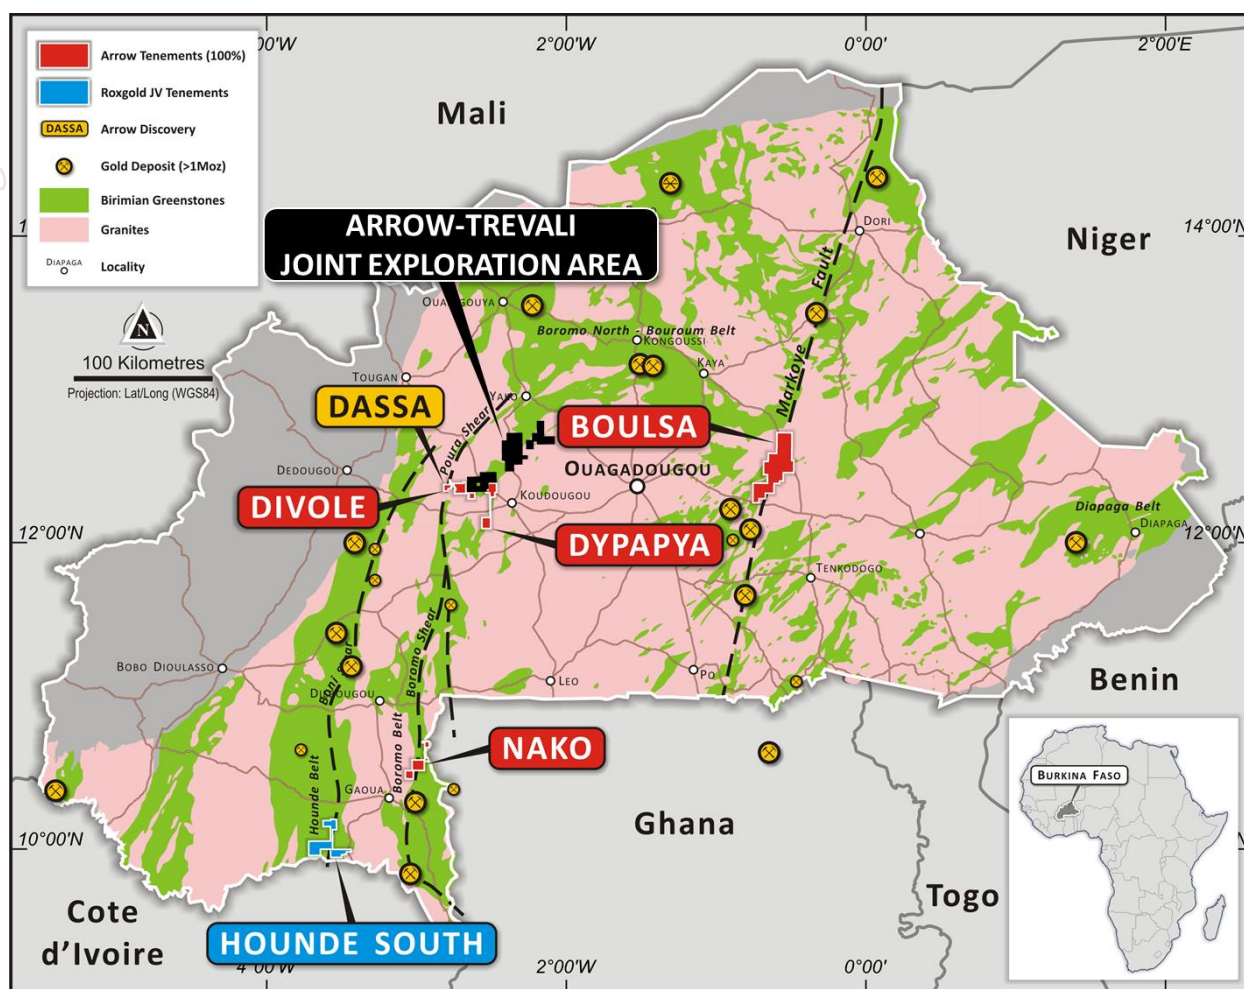 4°00'W
2°00'W
0°00'
2°00'E
Arrow Tenements (100%)
Roxgold JV Tenements
DASSA
Arrow Discovery
Gold Deposit (>1Moz)
Birimian Greenstones
Granites
DIAPAGA
Locality
Mali
Niger
14°00'N
DORI
ARROW-TREVALI
JOINT EXPLORATION AREA
Markoye Fault
N
100 Kilometres
Projection: Lat/Long (WGS84)
Boromo North - Bouroum Belt
KONGOUSSI
KAYA
TOUGAN
YAKO
DASSA
Poura Shear
BOULSA
OUAGADOUGOU
DEDOUGOU
DIVOLE
KOUDOUGOU
DYPAPYA
Diapaga Belt
DIAPAGA
12°00'N
12°00'N
TENKODOGO
BOBO DIOULASSO
Boromo Shear
LEO
PO
Benin
NAKO
Boromo Belt
GAOUA
Hounde Belt
10°00'N
Ghana
Togo
BURKINA FASO
Cote
d'Ivoire
HOUNDE SOUTH
4°00'W
2°00'W
0°00'